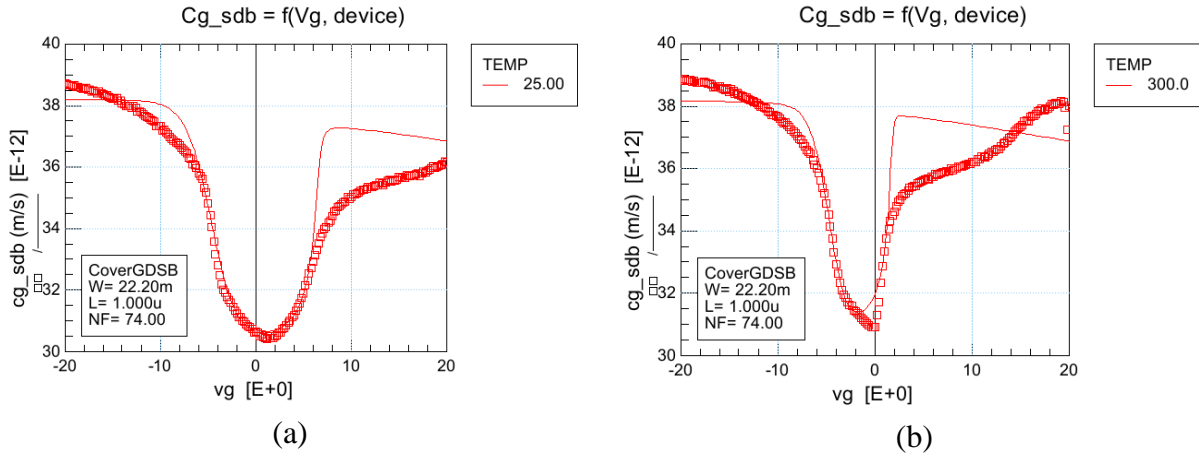 Cg_sdb = f(Vg, device)
40
38
36
34
32
30
cg_sdb (m/s) [E-12]
-20
-10
0
10
20
vg [E+0]
CoverGDSB
W= 22.20m
L= 1.000u
NF= 74.00
TEMP
25.00
(a)
Cg_sdb = f(Vg, device)
40
38
36
34
32
30
cg_sdb (m/s) [E-12]
-20
-10
0
10
20
vg [E+0]
CoverGDSB
W= 22.20m
L= 1.000u
NF= 74.00
TEMP
300.0
(b)